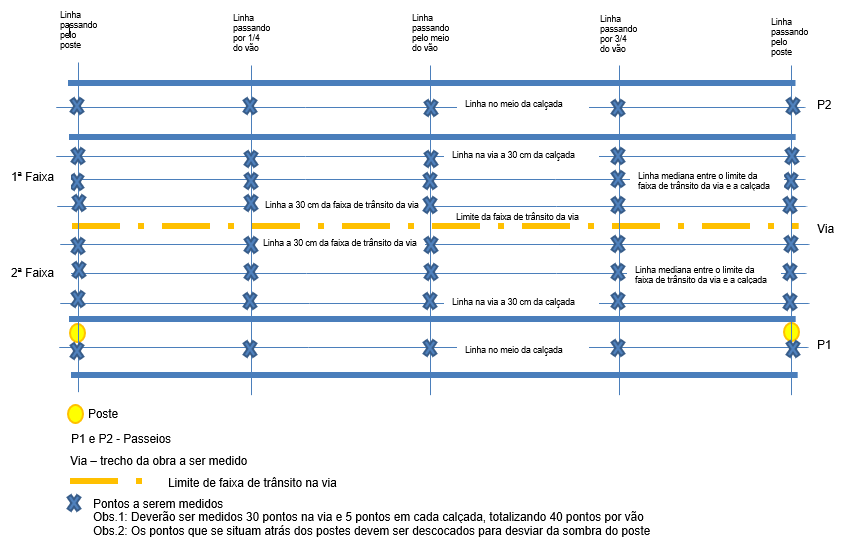 Linha
passando
pelo
poste
Linha
passando
por 1/4
do vão
Linha
passando
pelo meio
do vão
Linha
passando
por 3/4
do vão
Linha
passando
pelo
poste
Linha no meio da calçada
P2
Linha na via a 30 cm da calçada
1ª Faixa
Linha mediana entre o limite da
faixa de trânsito da via e a calçada
Linha a 30 cm da faixa de trânsito da via
Limite da faixa de trânsito da via
Via
Linha a 30 cm da faixa de trânsito da via
2ª Faixa
Linha mediana entre o limite da
faixa de trânsito da via e a calçada
Linha na via a 30 cm da calçada
Linha no meio da calçada
P1
Poste
P1 e P2 - Passeios
Via – trecho da obra a ser medido
Limite de faixa de trânsito na via
Pontos a serem medidos
Obs.1: Deverão ser medidos 30 pontos na via e 5 pontos em cada calçada, totalizando 40 pontos por vão
Obs.2: Os pontos que se situam atrás dos postes devem ser descocados para desviar da sombra do poste